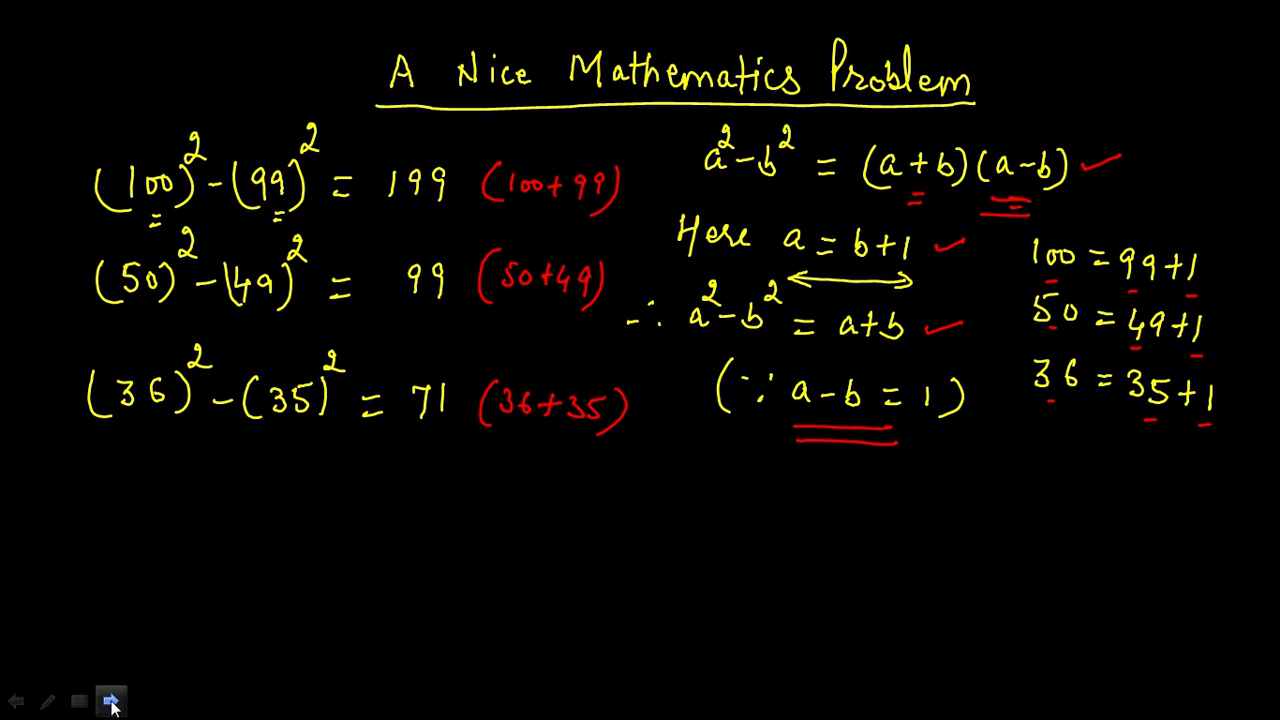 A Nice Mathematics Problem
(100)² - (99)² = 199 (100+99)
(50)² - (49)² = 99 (50+49)
(36)² - (35)² = 71 (36+35)
a² - b² = (a+b)(a-b) ✓
Here a = b+1 ✓
∴ a² - b² = a+b ✓
(∵ a-b = 1)
100 = 99+1
50 = 49+1
36 = 35+1